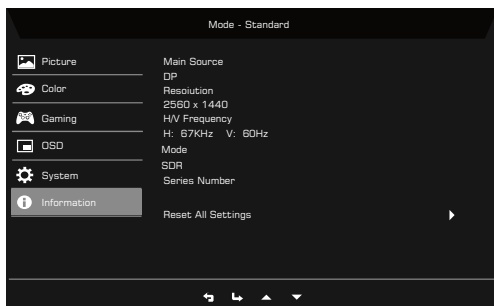 Mode - Standard
Picture
Color
Gaming
OSD
System
Information
Main Source
DP
Resoiution
2560 x 1440
H/V Frequency
H: 67KHz V: 60Hz
Mode
SDR
Series Number
Reset All Settings